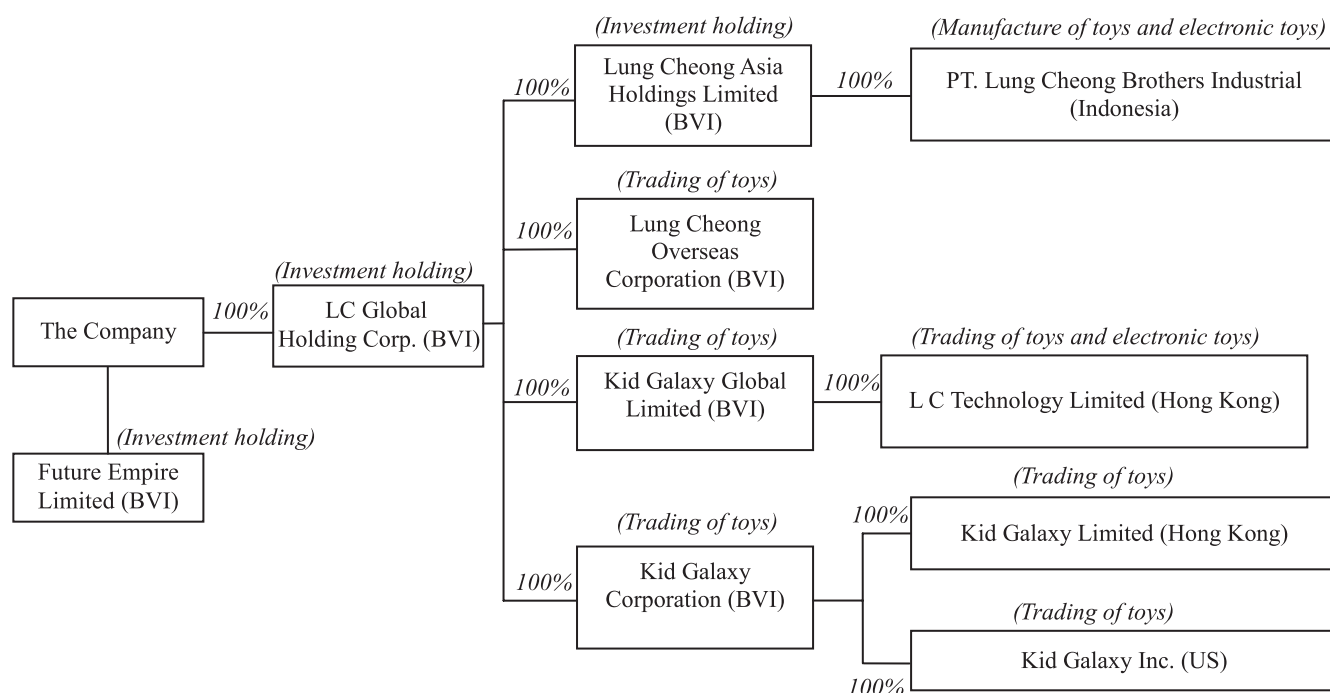 (Investment holding)
(Manufacture of toys and electronic toys)
100%
Lung Cheong Asia
Holdings Limited
(BVI)
100%
PT. Lung Cheong Brothers Industrial
(Indonesia)
(Trading of toys)
100%
Lung Cheong
Overseas
Corporation (BVI)
(Investment holding)
The Company
100%
LC Global
Holding Corp. (BVI)
(Trading of toys)
(Trading of toys and electronic toys)
100%
Kid Galaxy Global
Limited (BVI)
100%
L C Technology Limited (Hong Kong)
(Investment holding)
Future Empire
Limited (BVI)
(Trading of toys)
(Trading of toys)
100%
Kid Galaxy
Corporation (BVI)
100%
Kid Galaxy Limited (Hong Kong)
(Trading of toys)
Kid Galaxy Inc. (US)
100%